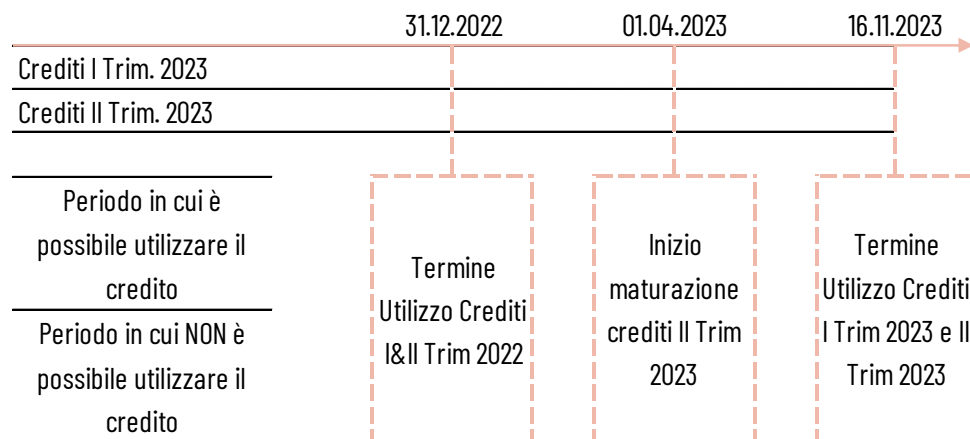 31.12.2022
01.04.2023
16.11.2023
Crediti I Trim. 2023
Crediti II Trim. 2023
Periodo in cui è
possibile utilizzare il
credito
Periodo in cui NON è
possibile utilizzare il
credito
Termine
Utilizzo Crediti
I&II Trim 2022
Inizio
maturazione
crediti II Trim
2023
Termine
Utilizzo Crediti
I Trim 2023 e II
Trim 2023